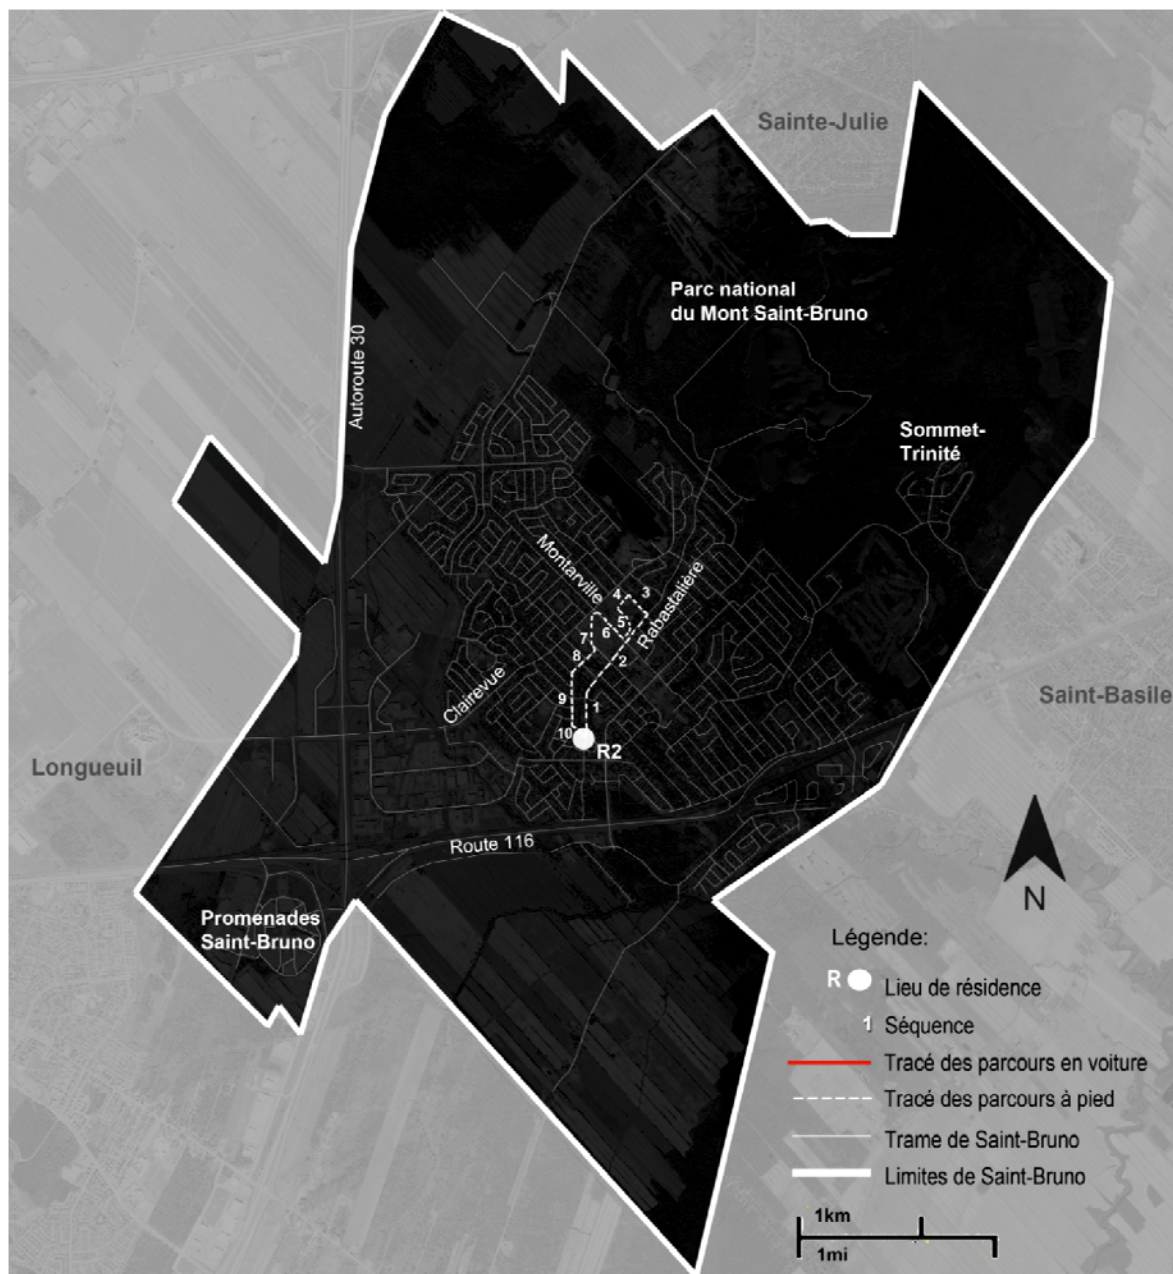 Sainte-Julie
Parc national
du Mont Saint-Bruno
Autoroute 30
Sommet-
Trinité
Montarville
Rabastalière
4
3
5
6
7
2
8
Clairevue
9
1
10
R2
Saint-Basile
Longueuil
Route 116
N
Promenades
Saint-Bruno
Légende:
R Lieu de résidence
1 Séquence
Tracé des parcours en voiture
Tracé des parcours à pied
Trame de Saint-Bruno
Limites de Saint-Bruno
1km
1mi